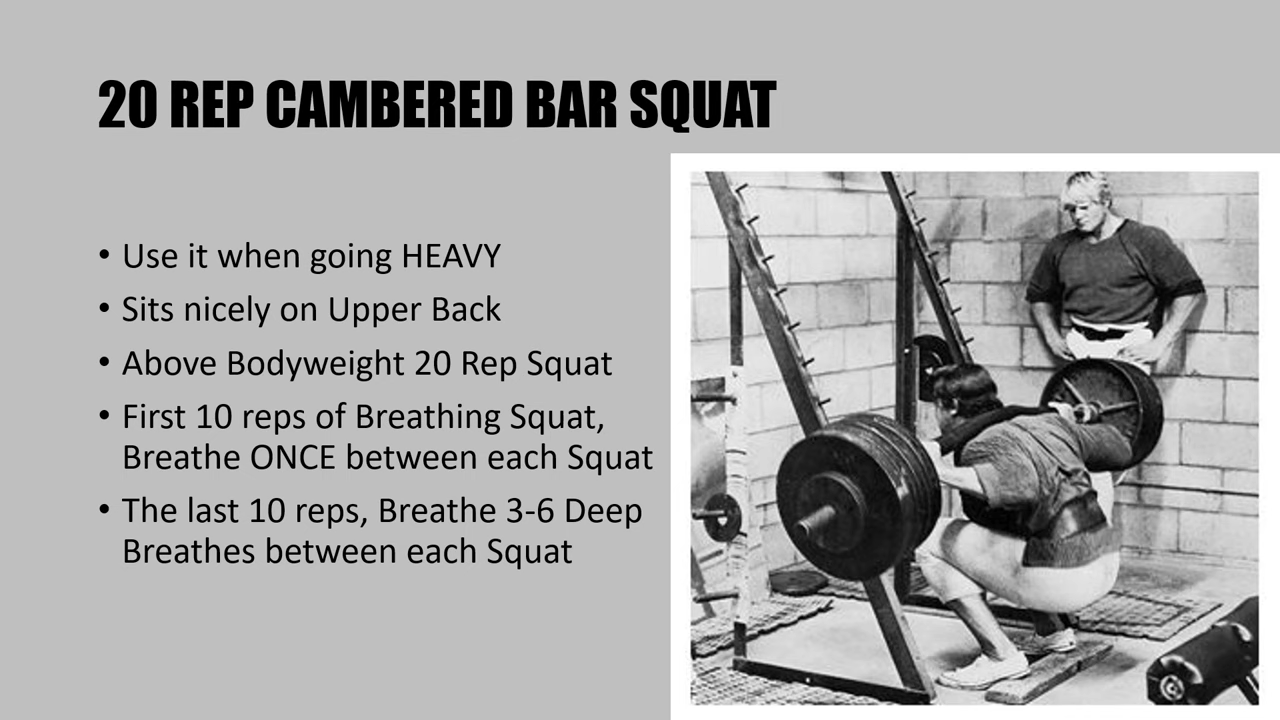 20 REP CAMBERED BAR SQUAT
• Use it when going HEAVY
• Sits nicely on Upper Back
• Above Bodyweight 20 Rep Squat
• First 10 reps of Breathing Squat,
Breathe ONCE between each Squat
• The last 10 reps, Breathe 3-6 Deep
Breathes between each Squat